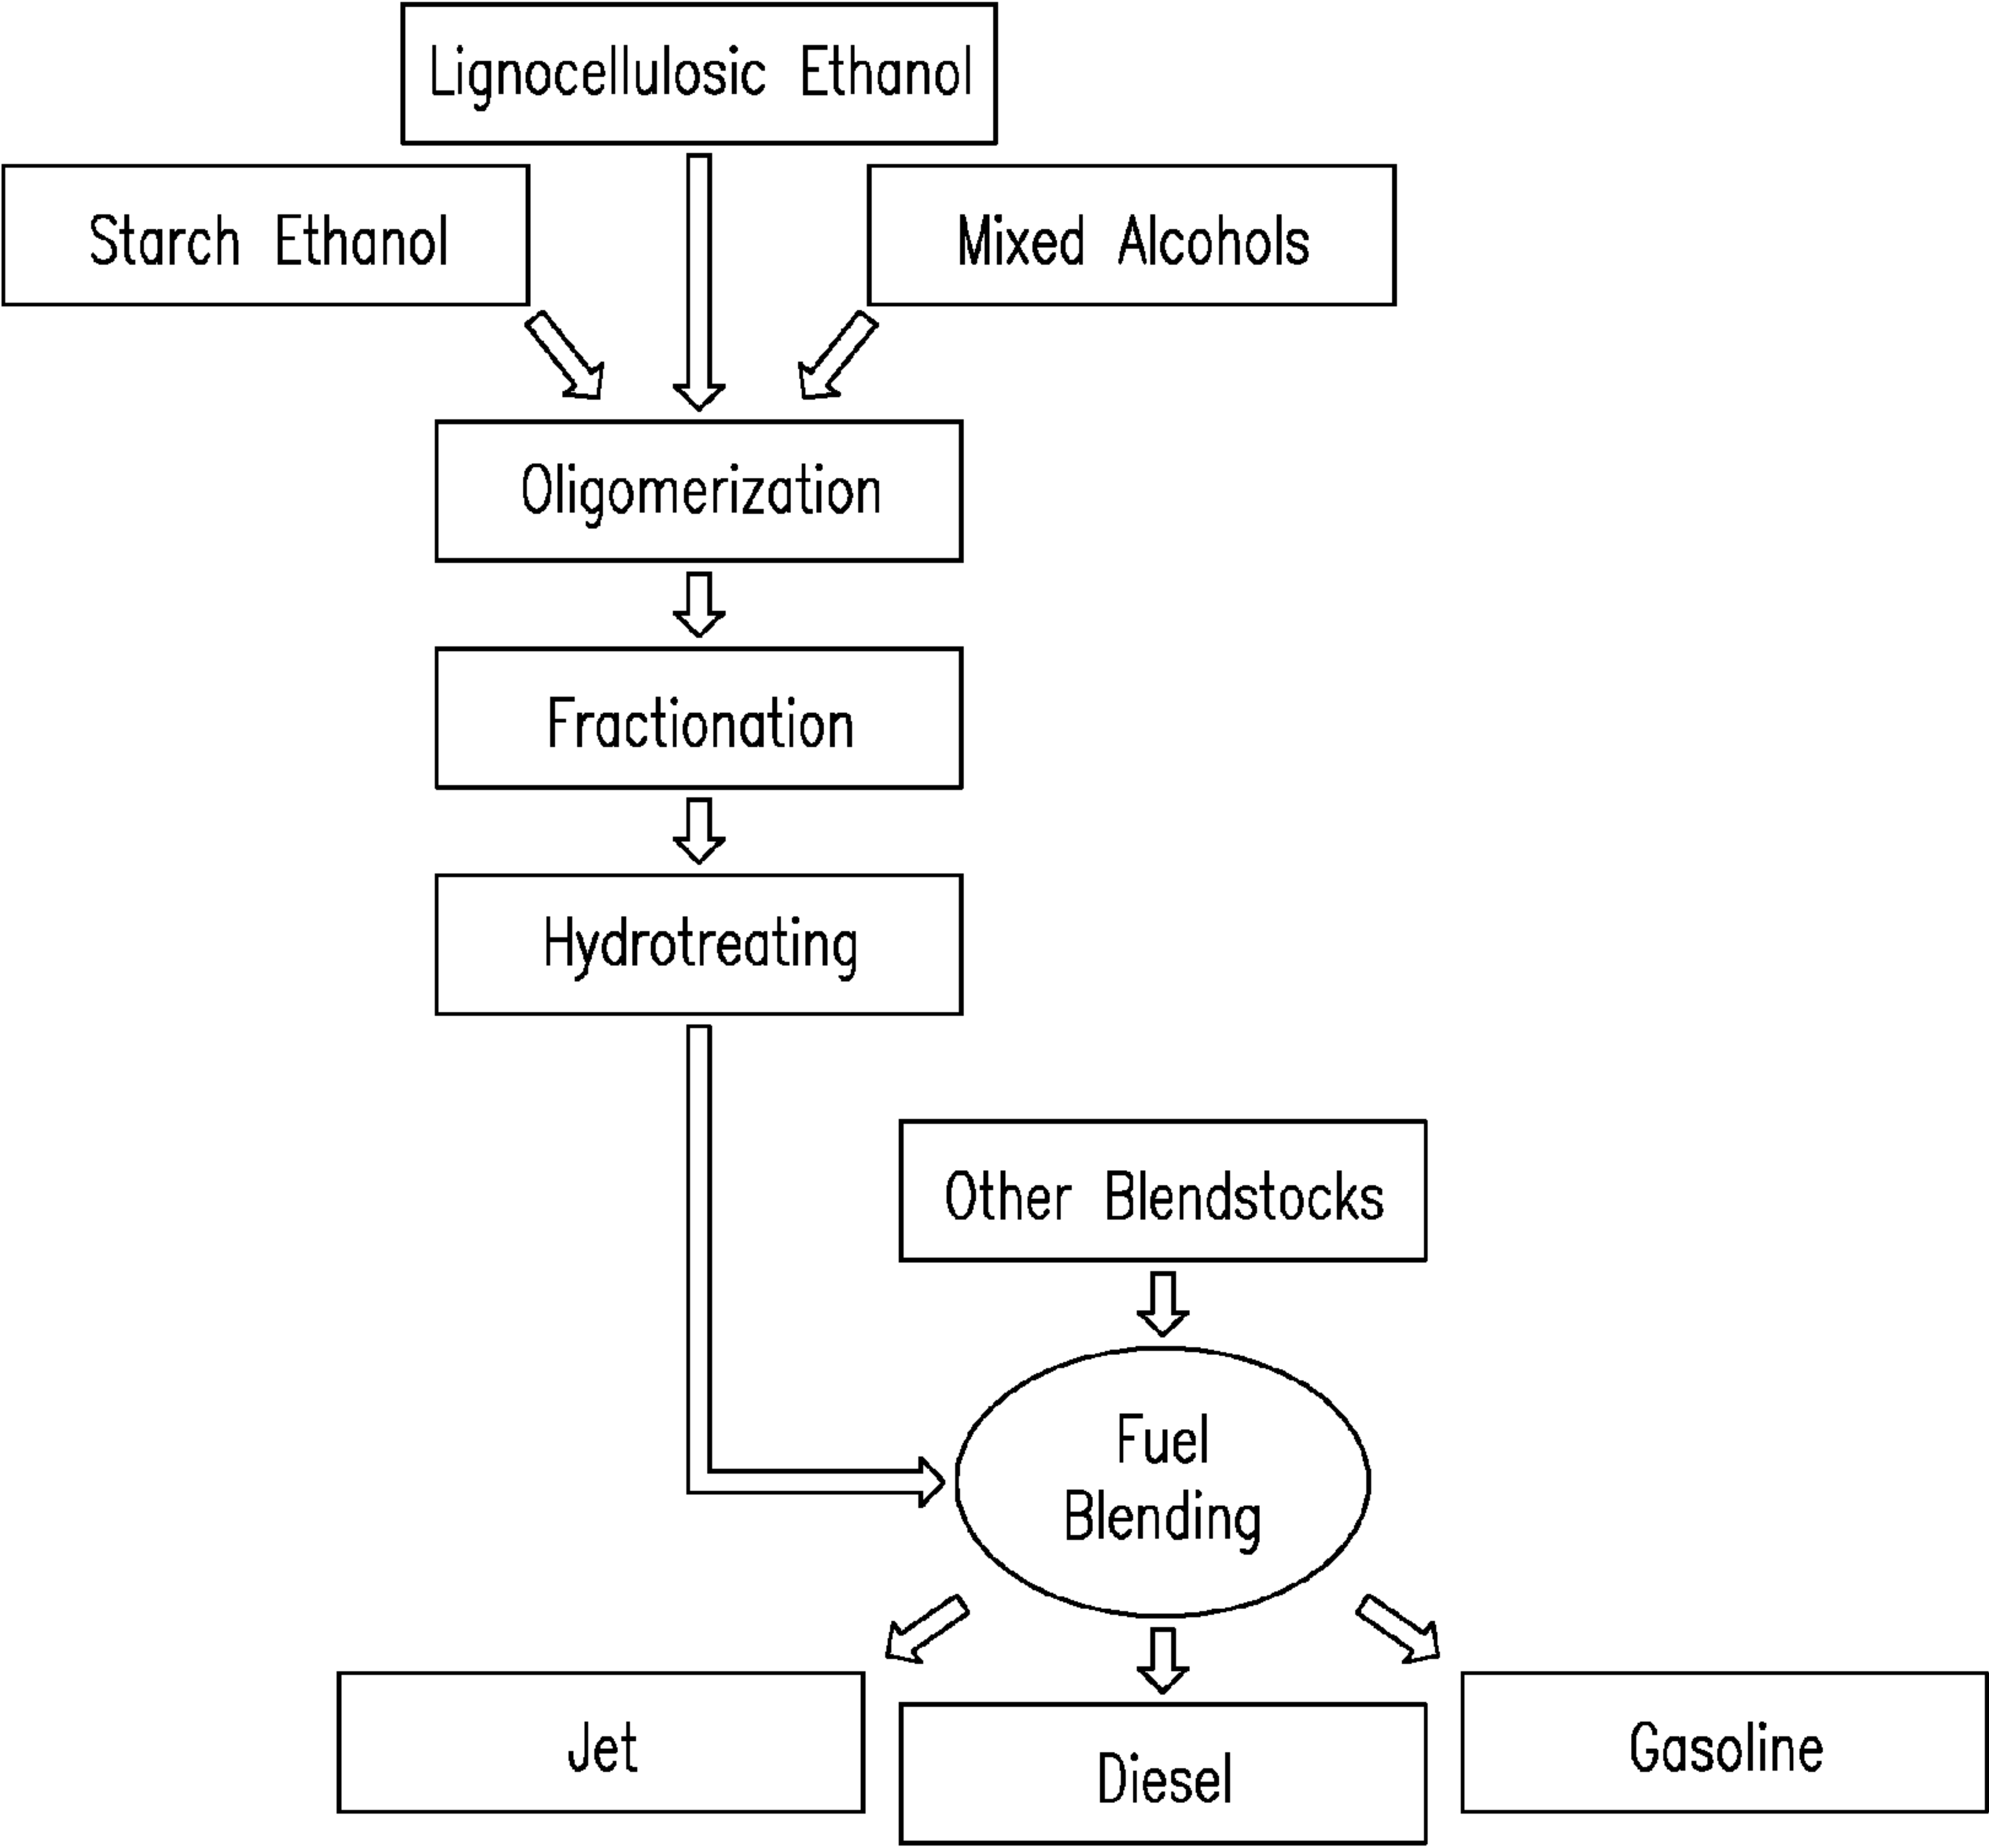 Lignocellulosic Ethanol
Starch Ethanol
Mixed Alcohols
Oligomerization
Fractionation
Hydrotreating
Other Blendstocks
Fuel
Blending
Jet
Diesel
Gasoline